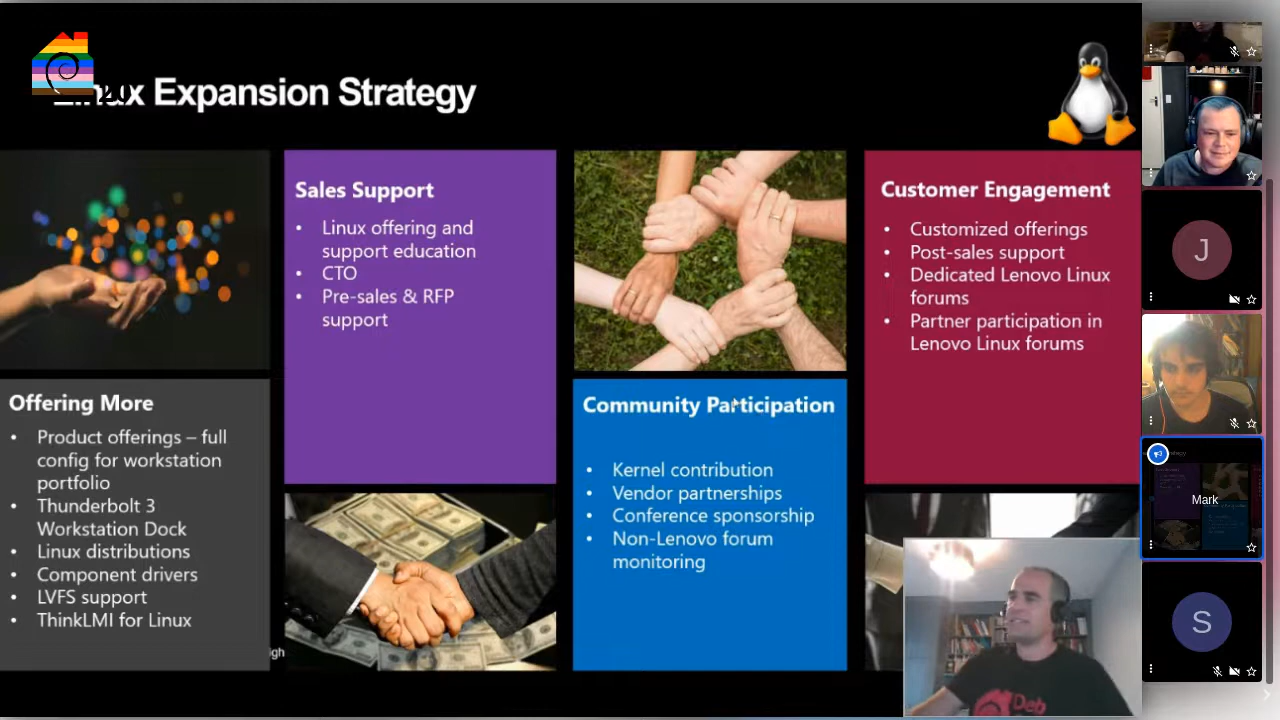 Linux Expansion Strategy
Sales Support
• Linux offering and
support education
• CTO
• Pre-sales & RFP
support
Customer Engagement
• Customized offerings
• Post-sales support
• Dedicated Lenovo Linux
forums
• Partner participation in
Lenovo Linux forums
Offering More
• Product offerings – full
config for workstation
portfolio
• Thunderbolt 3
Workstation Dock
• Linux distributions
• Component drivers
• LVFS support
• ThinkLMI for Linux
Community Participation
• Kernel contribution
• Vendor partnerships
• Conference sponsorship
• Non-Lenovo forum
monitoring
J
Mark
S
Deb